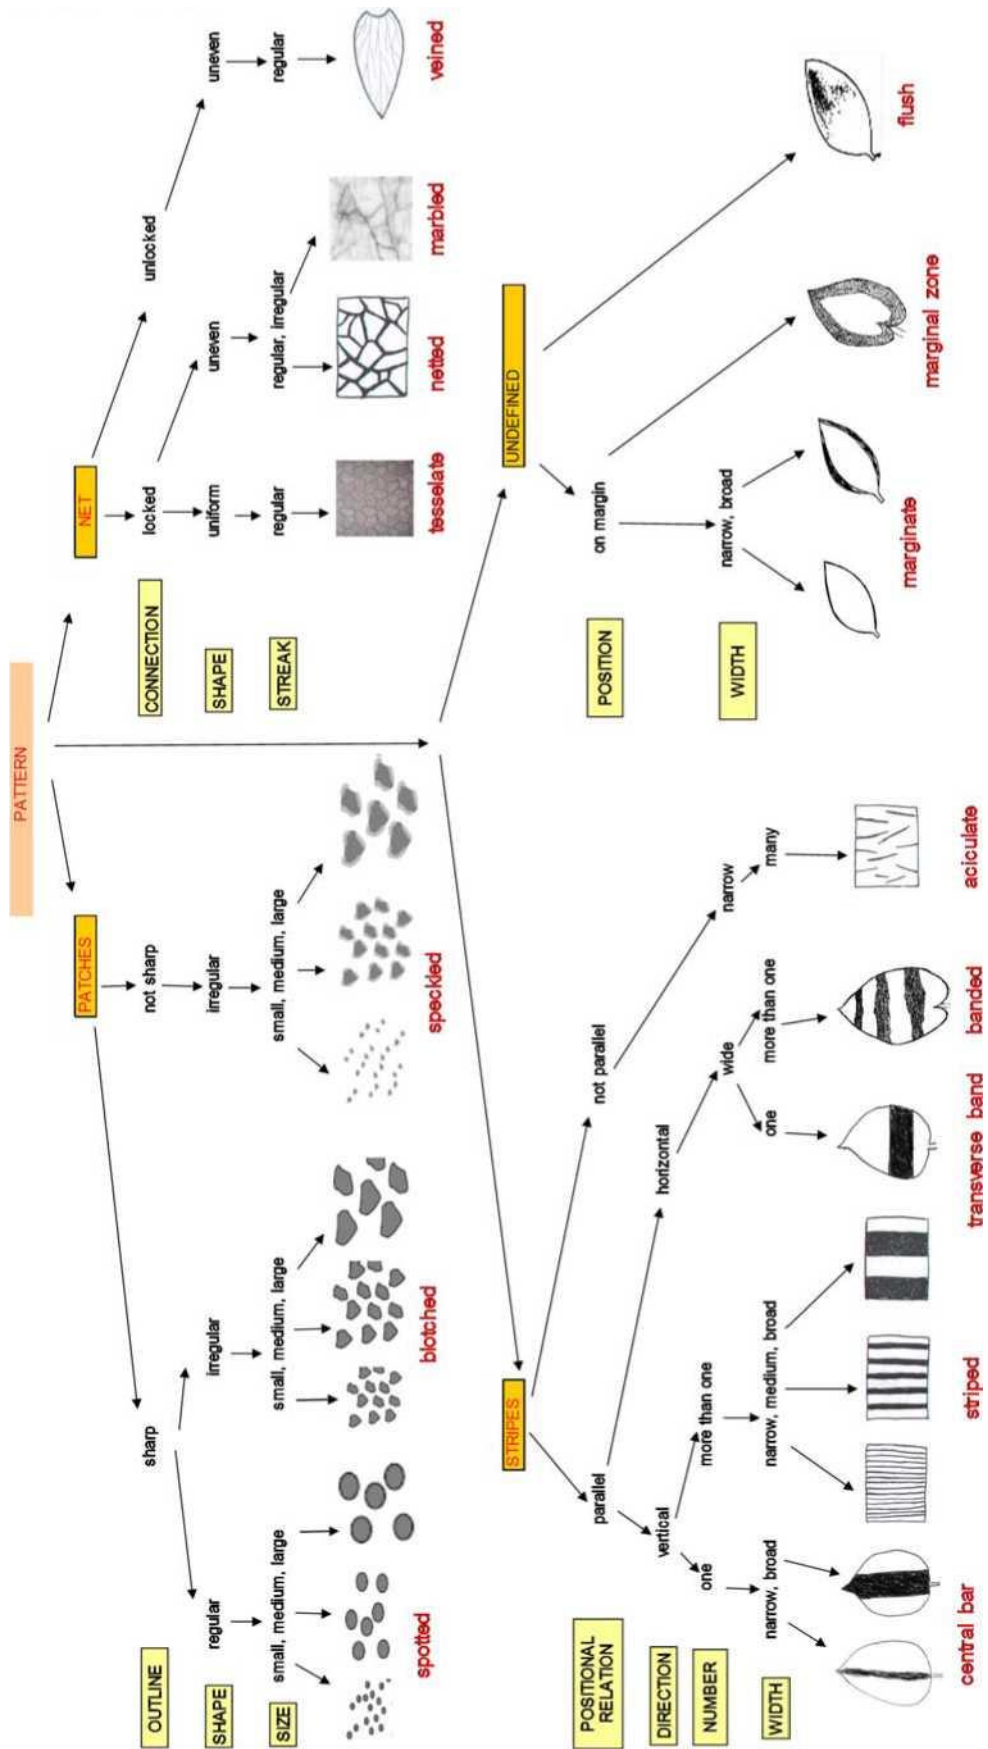 PATTERN
PATCHES
NET
OUTLINE
sharp
not sharp
CONNECTION
locked
unlocked
SHAPE
regular
irregular
irregular
SHAPE
uniform
uneven
uneven
SIZE
small, medium, large
small, medium, large
small, medium, large
STREAK
regular
regular, irregular
regular
spotted
blotched
speckled
tesselate
netted
marbled
veined
STRIPES
UNDEFINED
POSITIONAL
RELATION
parallel
not parallel
POSITION
on margin
DIRECTION
vertical
horizontal
NUMBER
one
more than one
wide
narrow
WIDTH
narrow, broad
WIDTH
narrow, broad
narrow, medium, broad
one
more than one
many
central bar
striped
transverse band
banded
aciculate
marginate
marginal zone
flush